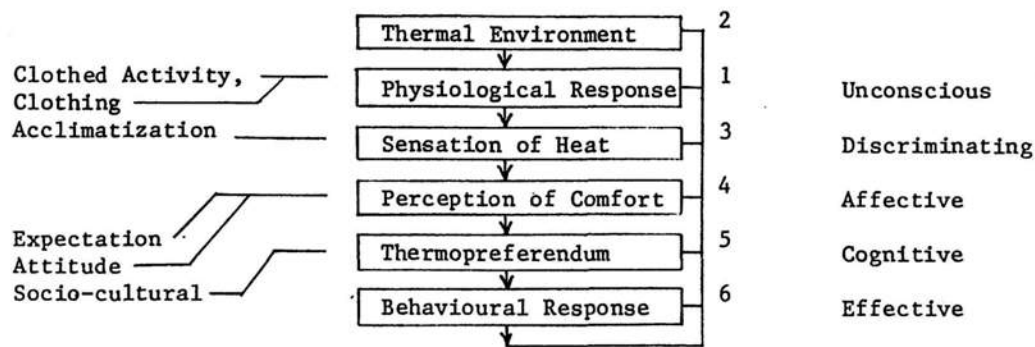 2
Thermal Environment
Clothed Activity,
1
Physiological Response
Unconscious
Clothing
Acclimatization
3
Sensation of Heat
Discriminating
4
Perception of Comfort
Affective
Expectation
5
Thermopreferendum
Cognitive
Attitude
Socio-cultural
6
Behavioural Response
Effective